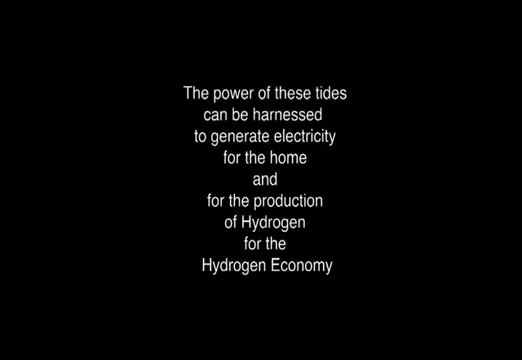 The power of these tides
can be harnessed
to generate electricity
for the home
and
for the production
of Hydrogen
for the
Hydrogen Economy